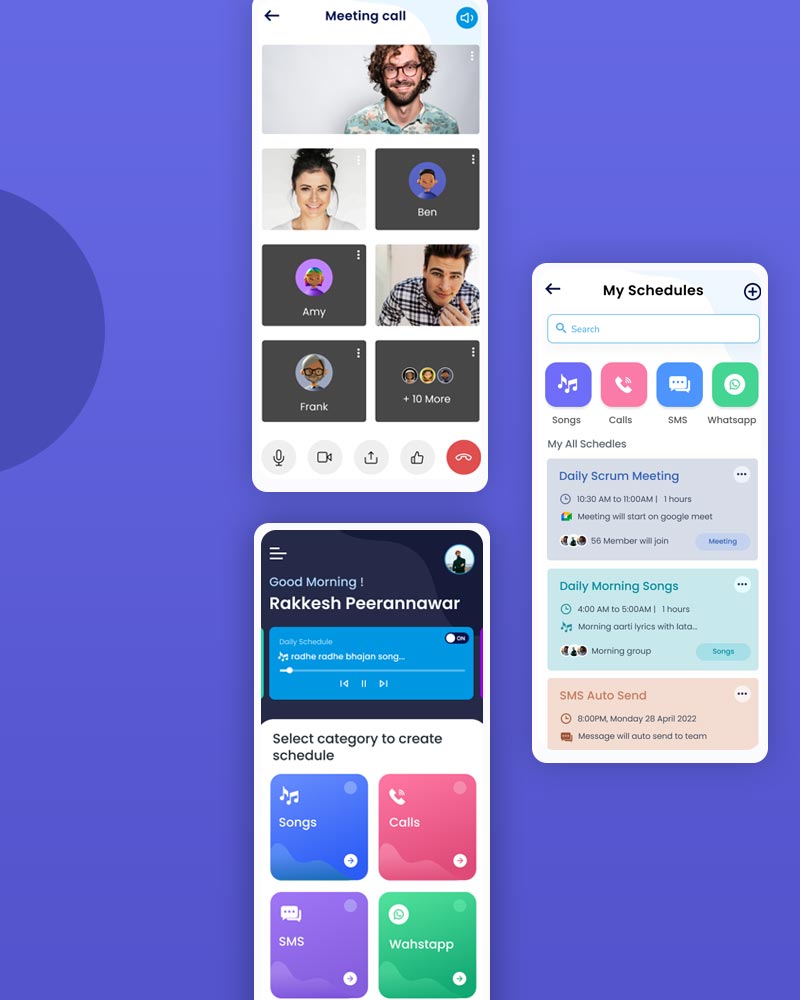 Meeting call
Ben
Amy
Frank
+ 10 More
Good Morning !
Rakkesh Peerannawar
Daily Schedule
ON
radhe radhe bhajan song...
Select category to create
schedule
Songs
Calls
SMS
Wahstapp
My Schedules
Search
Songs
Calls
SMS
Whatsapp
My All Schedles
Daily Scrum Meeting
10:30 AM to 11:00AM | 1 hours
Meeting will start on google meet
56 Member will join
Meeting
Daily Morning Songs
4:00 AM to 5:00AM | 1 hours
Morning aarti lyrics with lata...
Morning group
Songs
SMS Auto Send
8:00PM, Monday 28 April 2022
Message will auto send to team